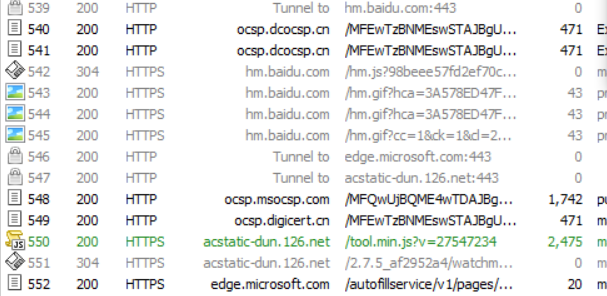 539 200 HTTP Tunnel to hm.baidu.com:443 0
540 200 HTTP ocsp.dcocsp.cn /MFEwTzBNMEswSTAJBgU... 471 E
541 200 HTTP ocsp.dcocsp.cn /MFEwTzBNMEswSTAJBgU... 471 E
542 304 HTTPS hm.baidu.com /hm.js?98beee57fd2ef70c... 0 m
543 200 HTTPS hm.baidu.com /hm.gif?hca=3A578ED47F... 43 pr
544 200 HTTPS hm.baidu.com /hm.gif?hca=3A578ED47F... 43 pr
545 200 HTTPS hm.baidu.com /hm.gif?cc=1&ck=1&cl=2... 43 pr
546 200 HTTP Tunnel to edge.microsoft.com:443 0
547 200 HTTP Tunnel to acstatic-dun.126.net:443 0
548 200 HTTP ocsp.msocsp.com /MFQwUjBQME4wTDAJBg... 1,742 pu
549 200 HTTP ocsp.digicert.cn /MFEwTzBNMEswSTAJBgU... 471 m
550 200 HTTPS acstatic-dun.126.net /tool.min.js?v=27547234 2,475 m
551 304 HTTPS acstatic-dun.126.net /2.7.5_af2952a4/watchm... 0 m
552 200 HTTPS edge.microsoft.com /autofillservice/v1/pages/... 20 m